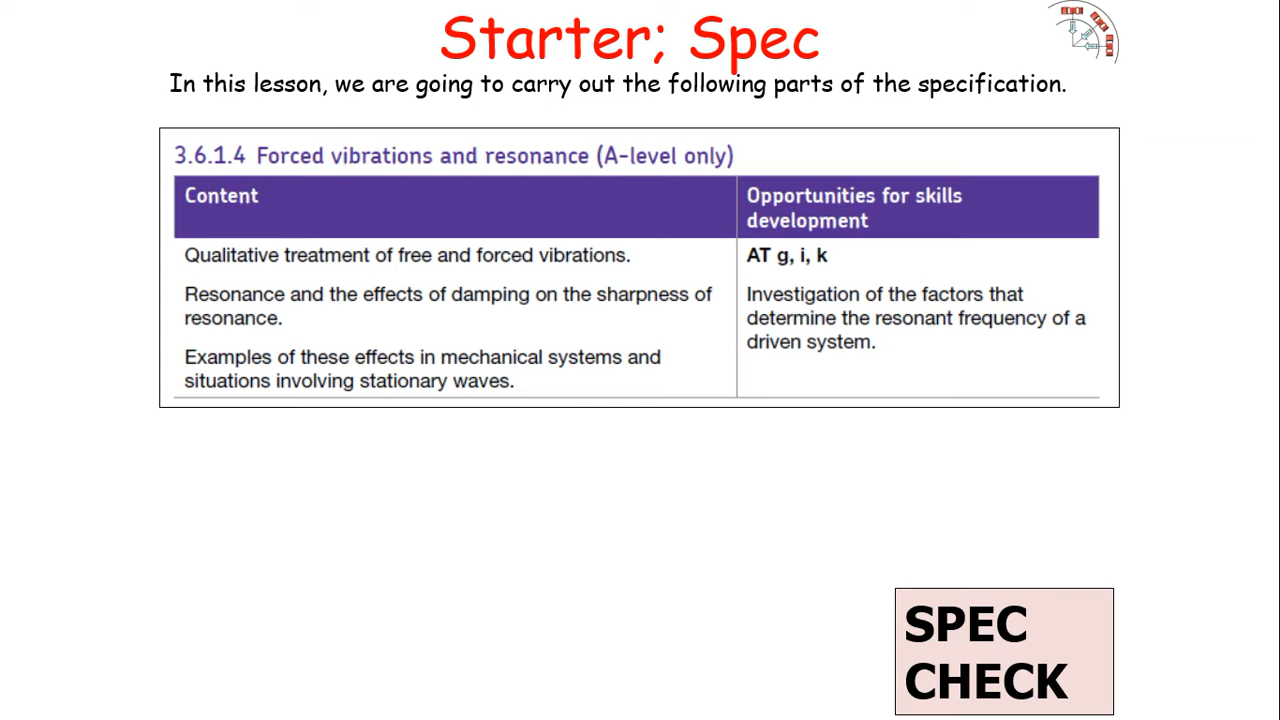 Starter; Spec
In this lesson, we are going to carry out the following parts of the specification.
3.6.1.4 Forced vibrations and resonance (A-level only)
Content
Opportunities for skills
development
Qualitative treatment of free and forced vibrations.
Resonance and the effects of damping on the sharpness of
resonance.
Examples of these effects in mechanical systems and
situations involving stationary waves.
AT g, i, k
Investigation of the factors that
determine the resonant frequency of a
driven system.
SPEC
CHECK